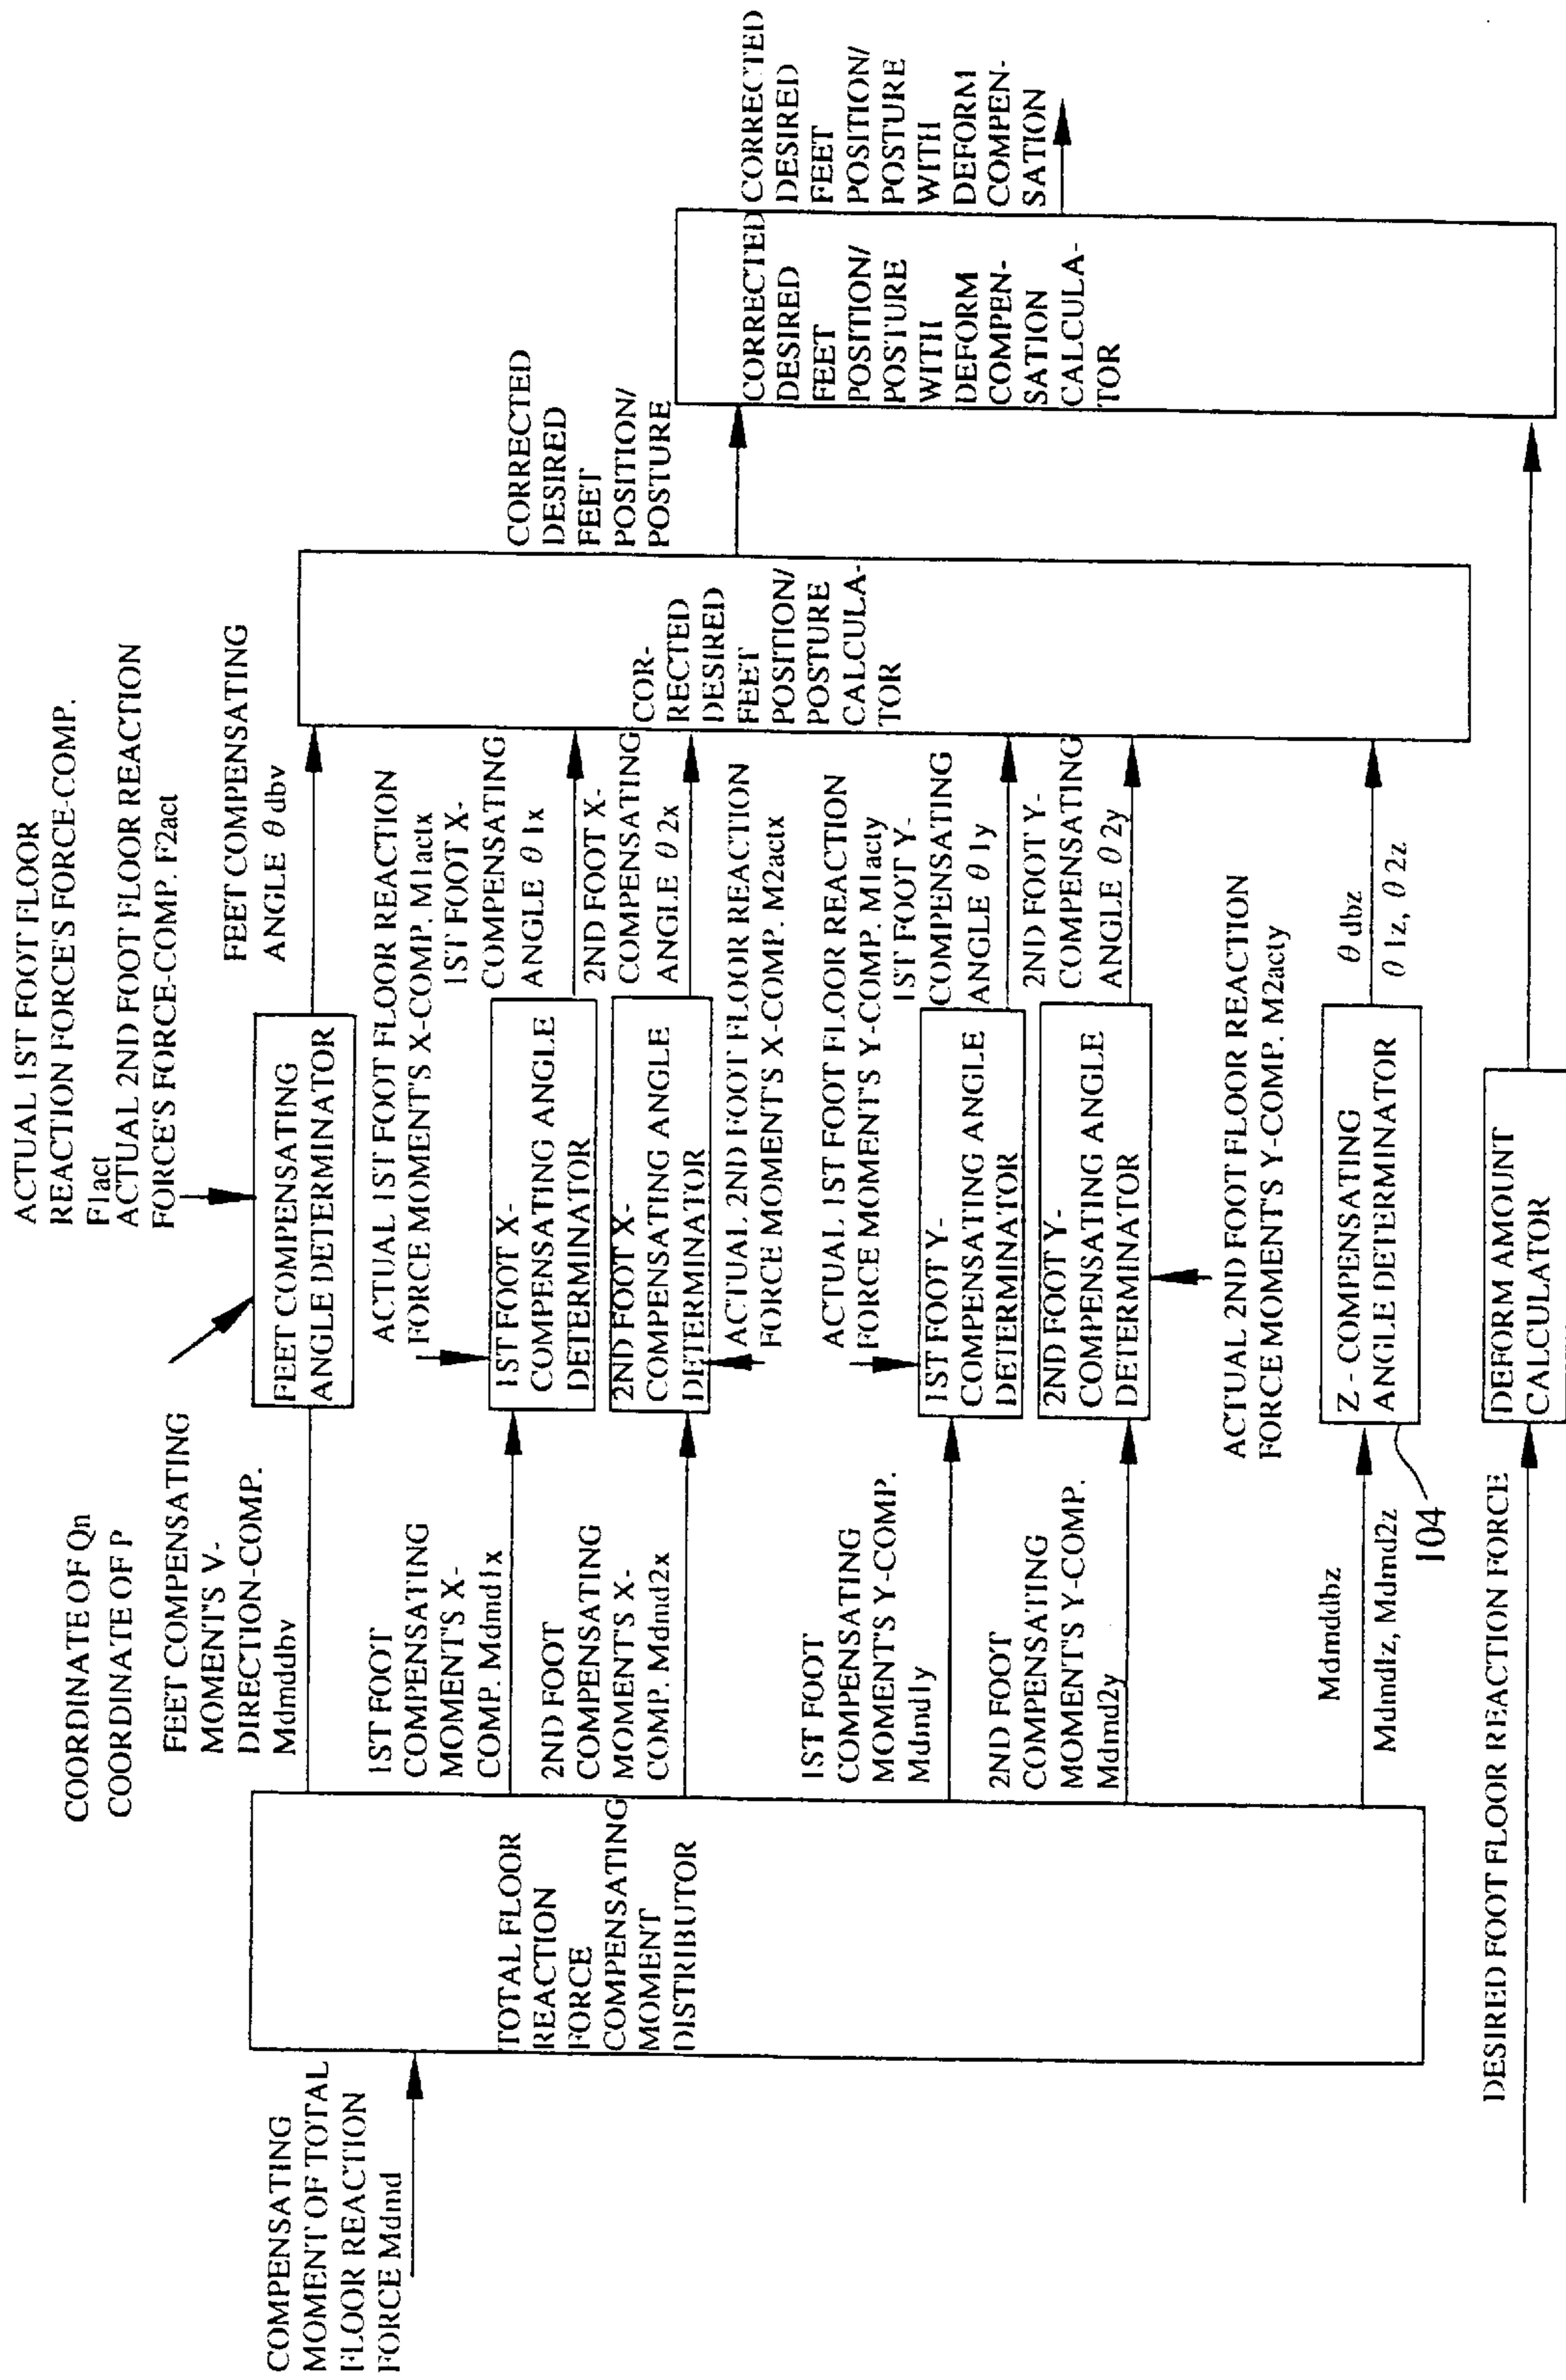 COMPENSATING
MOMENT OF TOTAL
FLOOR REACTION
FORCE Mdmd
TOTAL FLOOR
REACTION
FORCE
COMPENSATING
MOMENT
DISTRIBUTOR
COORDINATE OF Qn
COORDINATE OF P
FEET COMPENSATING
MOMENT'S V-
DIRECTION-COMP.
Mdmddbv
1ST FOOT
COMPENSATING
MOMENT'S X-
COMP. Mdmd1x
2ND FOOT
COMPENSATING
MOMENT'S X-
COMP. Mdmd2x
1ST FOOT
COMPENSATING
MOMENT'S Y-COMP.
Mdmd1y
2ND FOOT
COMPENSATING
MOMENT'S Y-COMP.
Mdmd2y
Mdmddbz
Mdmd1z, Mdmd2z
104
DESIRED FOOT FLOOR REACTION FORCE
ACTUAL 1ST FOOT FLOOR
REACTION FORCE'S FORCE-COMP.
F1act
ACTUAL 2ND FOOT FLOOR REACTION
FORCE'S FORCE-COMP. F2act
FEET COMPENSATING
ANGLE DETERMINATOR
ACTUAL 1ST FOOT FLOOR REACTION
FORCE MOMENT'S X-COMP. M1actx
1ST FOOT X-
COMPENSATING ANGLE
DETERMINATOR
2ND FOOT X-
COMPENSATING ANGLE
DETERMINATOR
ACTUAL 2ND FOOT FLOOR REACTION
FORCE MOMENT'S X-COMP. M2actx
ACTUAL 1ST FOOT FLOOR REACTION
FORCE MOMENT'S Y-COMP. M1acty
1ST FOOT Y-
COMPENSATING ANGLE
DETERMINATOR
2ND FOOT Y-
COMPENSATING ANGLE
DETERMINATOR
ACTUAL 2ND FOOT FLOOR REACTION
FORCE MOMENT'S Y-COMP. M2acty
Z - COMPENSATING
ANGLE DETERMINATOR
DEFORM AMOUNT
CALCULATOR
FEET COMPENSATING
ANGLE θ dbv
1ST FOOT X-
COMPENSATING
ANGLE θ 1x
2ND FOOT X-
COMPENSATING
ANGLE θ 2x
1ST FOOT Y-
COMPENSATING
ANGLE θ 1y
2ND FOOT Y-
COMPENSATING
ANGLE θ 2y
θ dbz
θ 1z, θ 2z
COR-
RECTED
DESIRED
FEET
POSITION/
POSTURE
CALCULA-
TOR
CORRECTED
DESIRED
FEET
POSITION/
POSTURE
CORRECTED
DESIRED
FEET
POSITION/
POSTURE
WITH
DEFORM
COMPEN-
SATION
CALCULA-
TOR
CORRECTED
DESIRED
FEET
POSITION/
POSTURE
WITH
DEFORM
COMPEN-
SATION